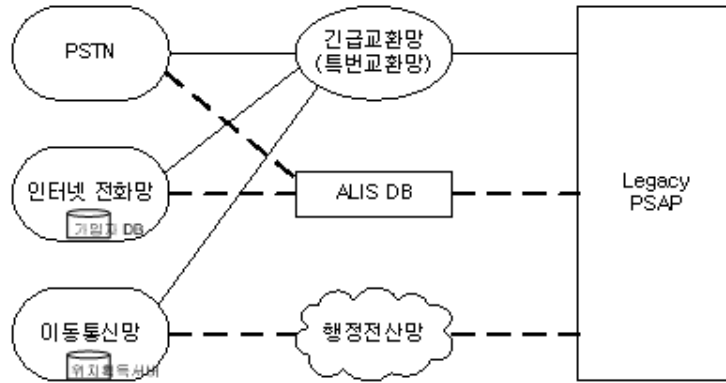 PSTN
긴급교환망
(특번교환망)
인터넷 전화망
가입자 DB
ALIS DB
Legacy
PSAP
이동통신망
위치획득서버
행정전산망